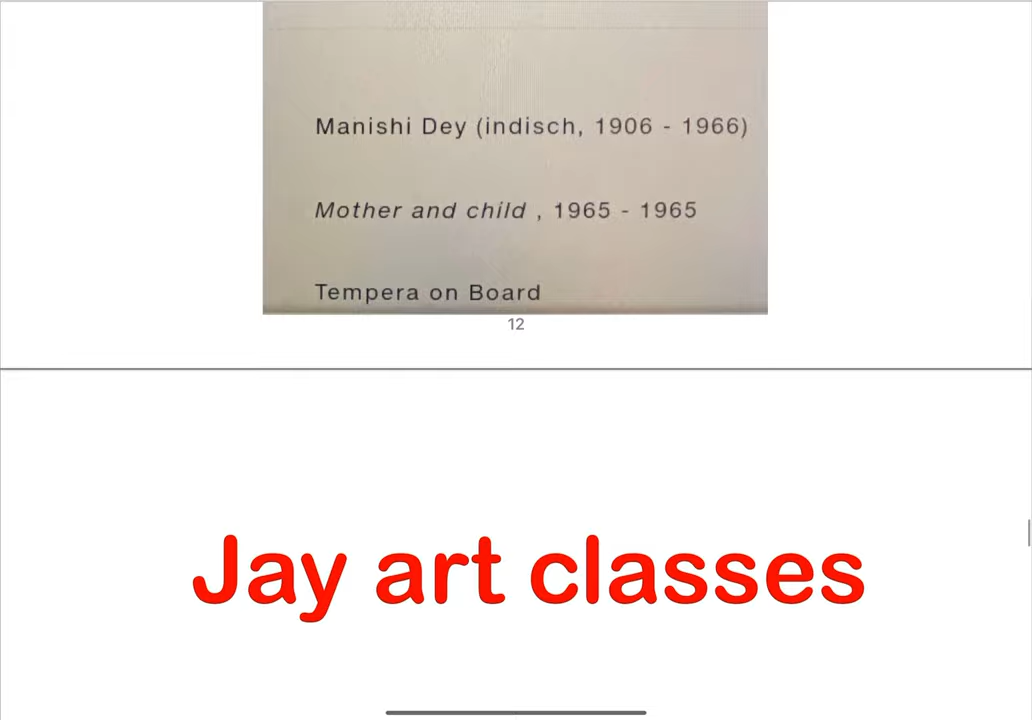 Manishi Dey (indisch, 1906 - 1966)
Mother and child , 1965 - 1965
Tempera on Board
12
Jay art classes